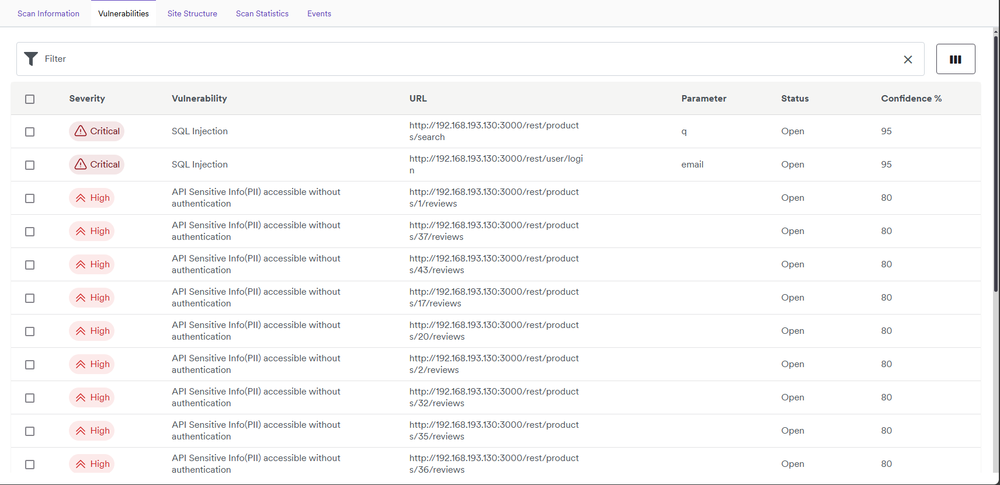 Scan Information Vulnerabilities Site Structure Scan Statistics Events
Filter
Severity Vulnerability URL Parameter Status Confidence %
Critical SQL Injection http://192.168.193.130:3000/rest/product q Open 95
s/search
Critical SQL Injection http://192.168.193.130:3000/rest/user/logi email Open 95
n
High API Sensitive Info(PII) accessible without http://192.168.193.130:3000/rest/product Open 80
authentication s/1/reviews
High API Sensitive Info(PII) accessible without http://192.168.193.130:3000/rest/product Open 80
authentication s/37/reviews
High API Sensitive Info(PII) accessible without http://192.168.193.130:3000/rest/product Open 80
authentication s/43/reviews
High API Sensitive Info(PII) accessible without http://192.168.193.130:3000/rest/product Open 80
authentication s/17/reviews
High API Sensitive Info(PII) accessible without http://192.168.193.130:3000/rest/product Open 80
authentication s/20/reviews
High API Sensitive Info(PII) accessible without http://192.168.193.130:3000/rest/product Open 80
authentication s/2/reviews
High API Sensitive Info(PII) accessible without http://192.168.193.130:3000/rest/product Open 80
authentication s/32/reviews
High API Sensitive Info(PII) accessible without http://192.168.193.130:3000/rest/product Open 80
authentication s/35/reviews
High API Sensitive Info(PII) accessible without http://192.168.193.130:3000/rest/product Open 80
authentication s/36/reviews